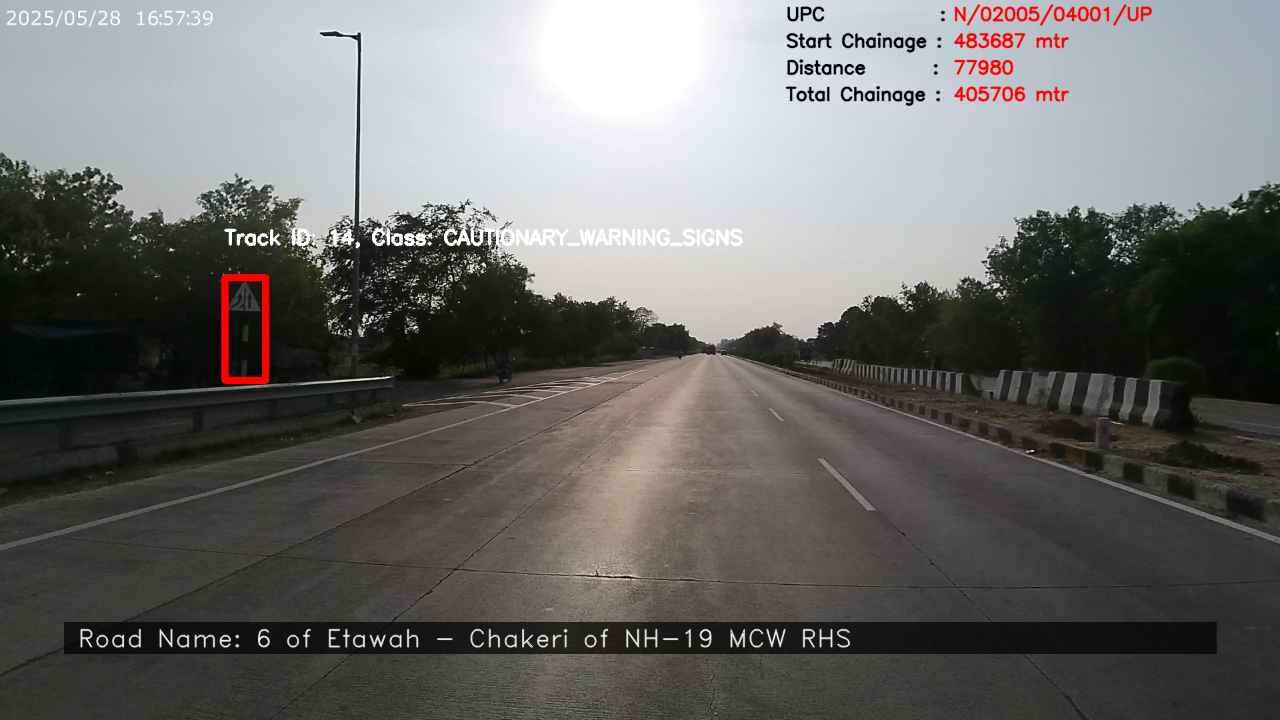 2025/05/28 16:57:39
UPC : N/02005/04001/UP
Start Chainage : 483687 mtr
Distance : 77980
Total Chainage : 405706 mtr
Track ID: 14, Class: CAUTIONARY_WARNING_SIGNS
Road Name: 6 of Etawah - Chakeri of NH-19 MCW RHS